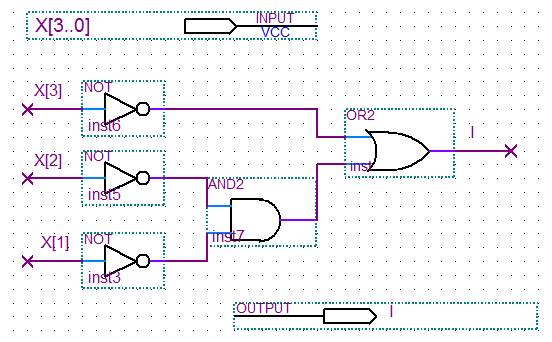 X[3..0]
INPUT
VCC
X[3]
NOT
inst6
OR2
I
inst
X[2]
NOT
inst5
AND2
inst7
X[1]
NOT
inst3
OUTPUT
I